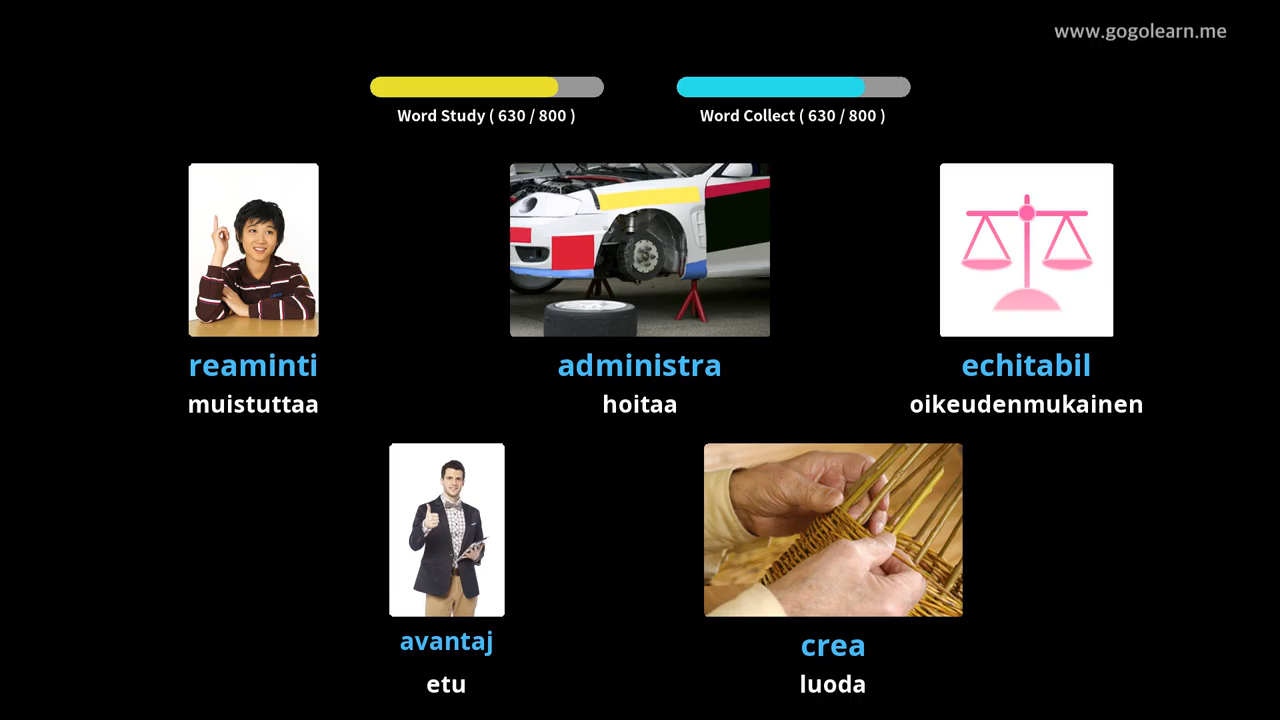 www.gogolearn.me
Word Study ( 630 / 800 )
Word Collect ( 630 / 800 )
reaminti
administra
echitabil
muistuttaa
hoitaa
oikeudenmukainen
avantaj
crea
etu
luoda